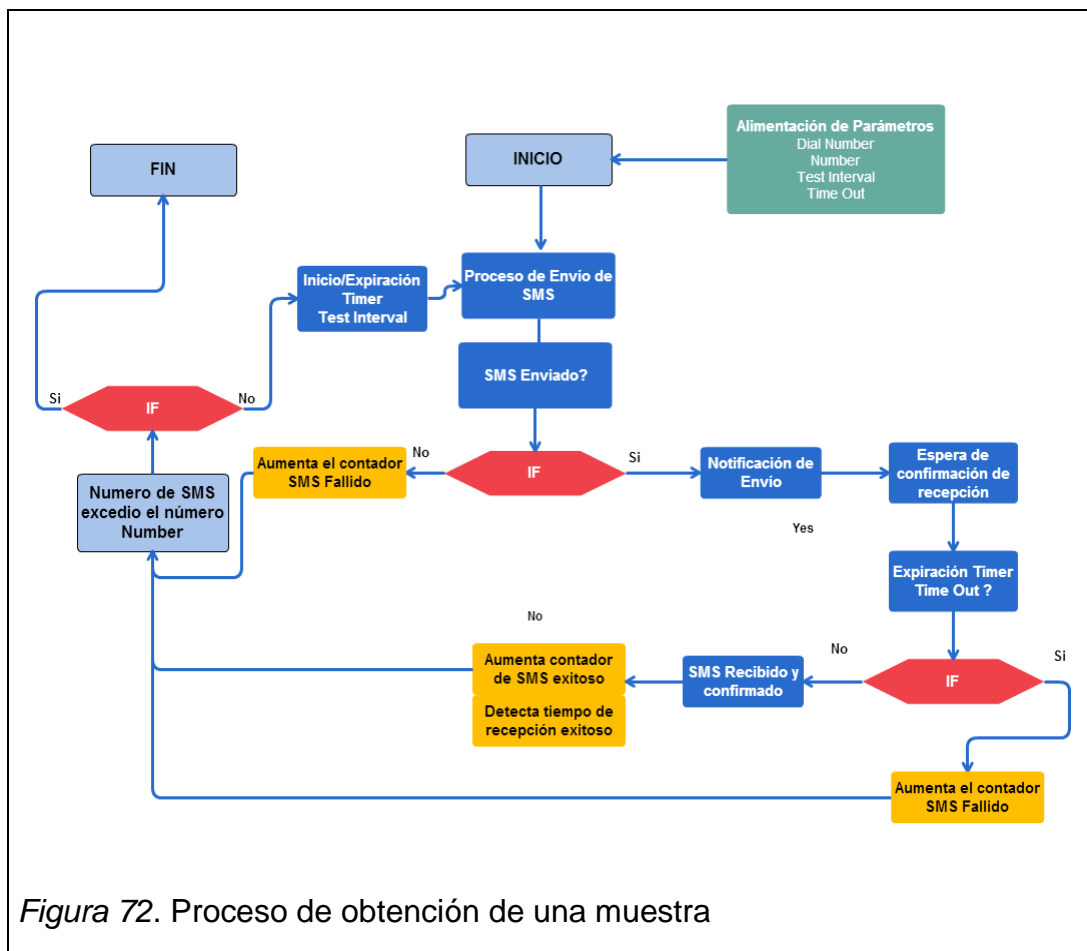 Alimentación de Parámetros
Dial Number
Number
Test Interval
Time Out
INICIO
FIN
Inicio/Expiración
Timer
Test Interval
Proceso de Envío de
SMS
SMS Enviado?
Si
IF
No
Numero de SMS
excedio el número
Number
Aumenta el contador
SMS Fallido
No
IF
Si
Notificación de
Envío
Espera de
confirmación de
recepción
Yes
Expiración Timer
Time Out ?
No
Aumenta contador
de SMS exitoso
Detecta tiempo de
recepción exitoso
SMS Recibido y
confirmado
No
IF
Si
Aumenta el contador
SMS Fallido
Figura 72. Proceso de obtención de una muestra